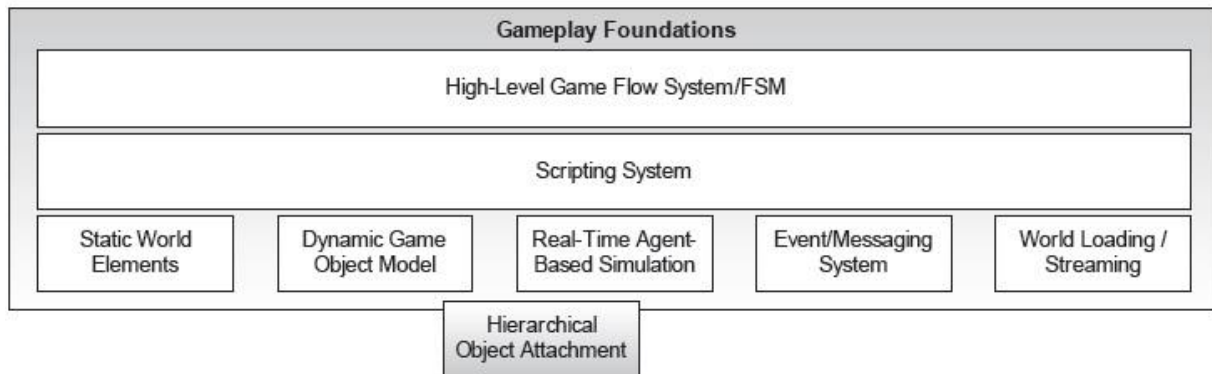 Gameplay Foundations
High-Level Game Flow System/FSM
Scripting System
Static World
Elements
Dynamic Game
Object Model
Real-Time Agent-
Based Simulation
Event/Messaging
System
World Loading /
Streaming
Hierarchical
Object Attachment